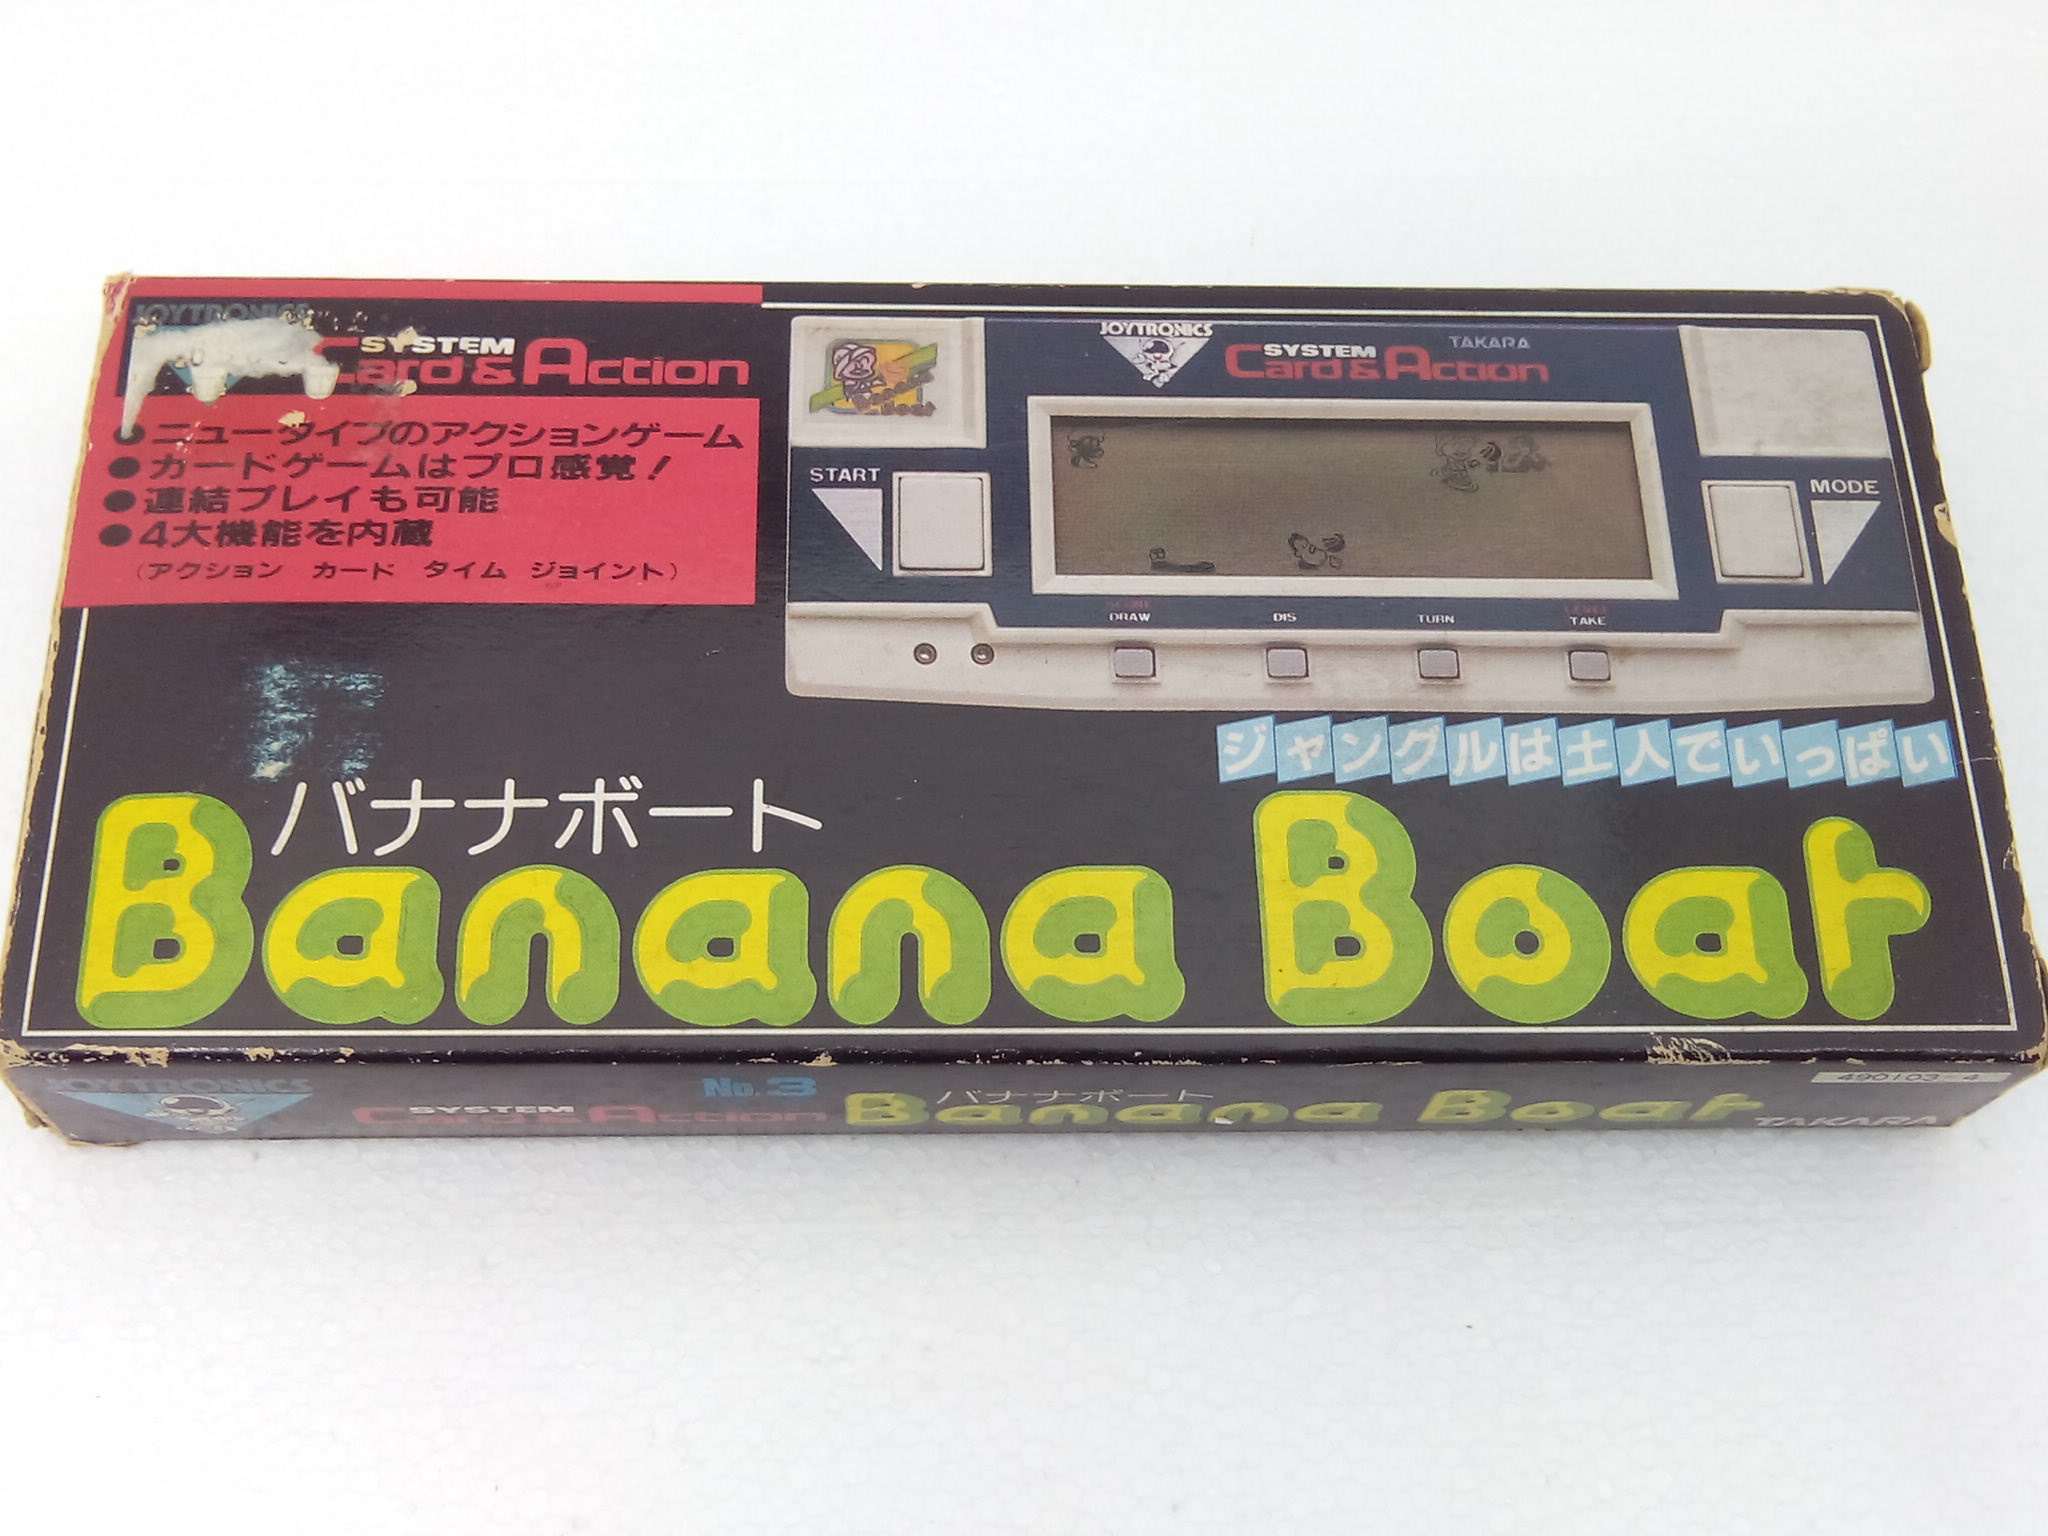 JOYTRONICS
SYSTEM
Card & Action
●ニュータイプのアクションゲーム
●カードゲームはプロ感覚!
●連結プレイも可能
●4大機能を内蔵
(アクション カード タイム ジョイント)
JOYTRONICS
SYSTEM
Card & Action
TAKARA
Banana Boat
START
MODE
SCORE
DRAW
DIS
TURN
LEVEL
TAKE
ジャングルは土人でいっぱい
バナナボート
Banana Boat
JOYTRONICS
SYSTEM
Card & Action
No.3
バナナボート
Banana Boat
490103-4
TAKARA